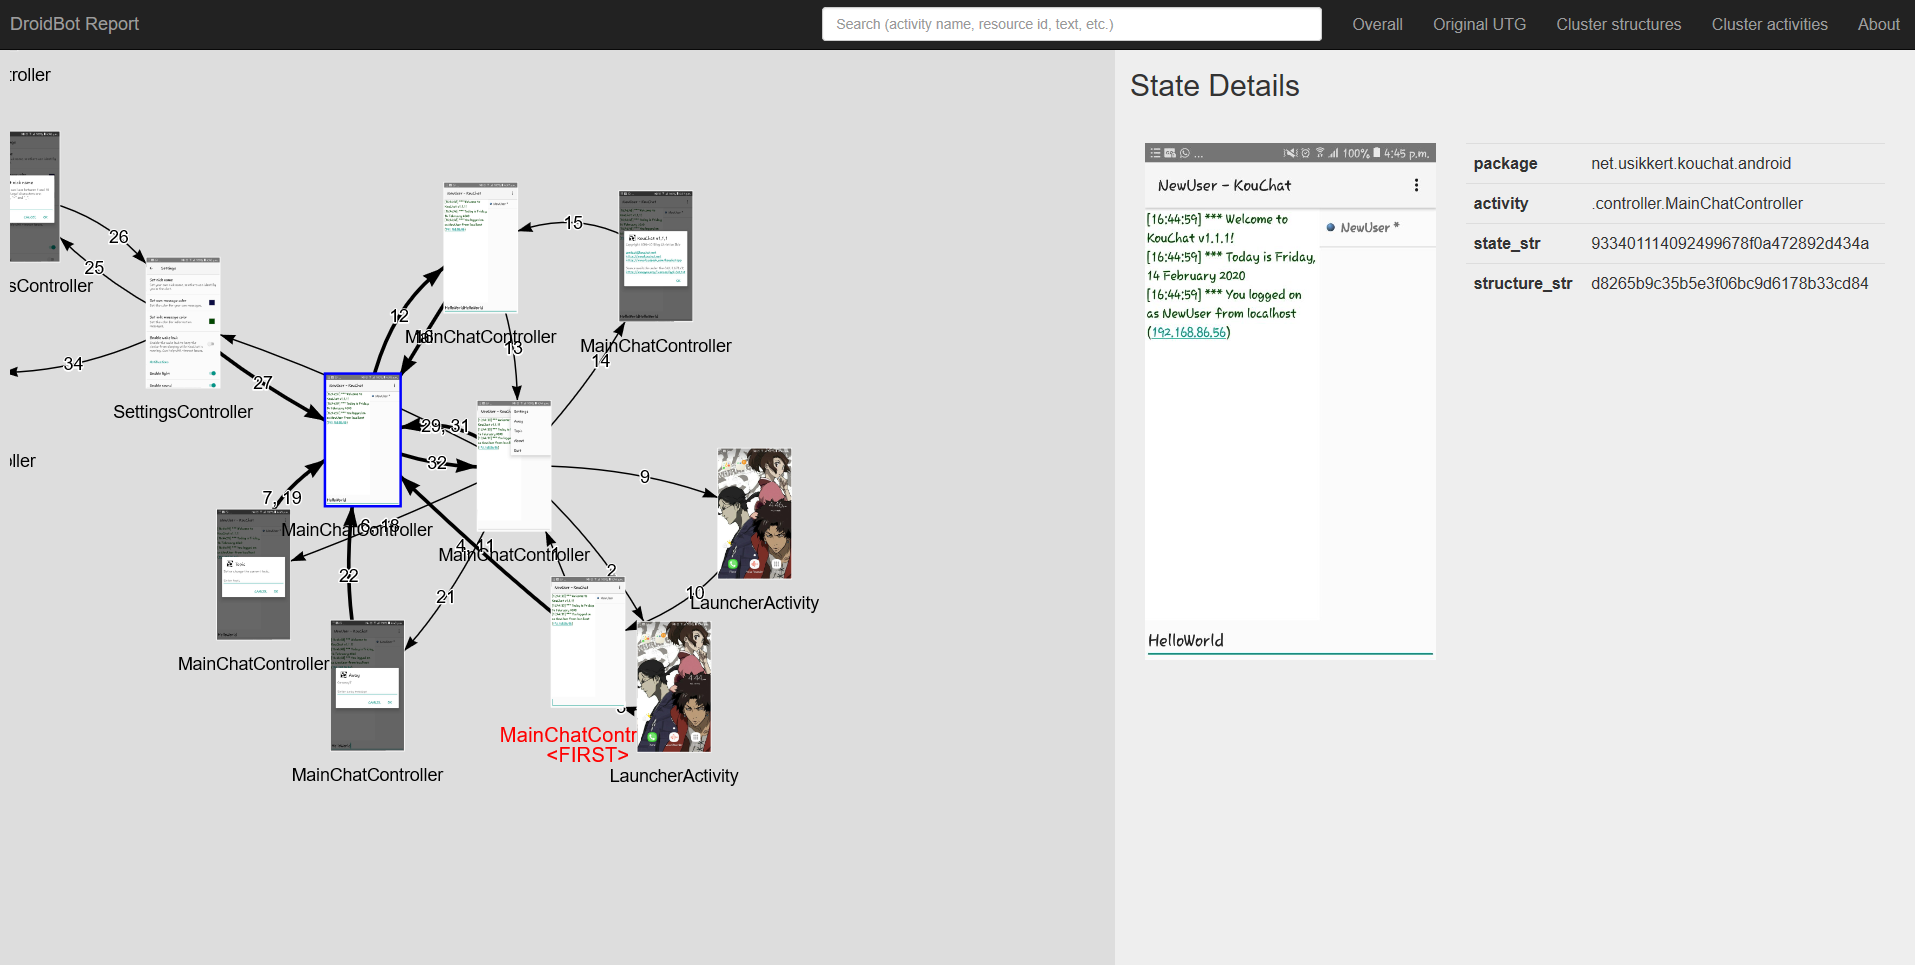 DroidBot Report
Search (activity name, resource id, text, etc.)
Overall
Original UTG
Cluster structures
Cluster activities
About
State Details
package
net.usikkert.kouchat.android
activity
.controller.MainChatController
state_str
933401114092499678f0a472892d434a
structure_str
d8265b9c35b5e3f06bc9d6178b33cd84
100%
4:45 p.m.
NewUser - KouChat
[16:44:59] *** Welcome to
KouChat v1.1.1!
[16:44:59] *** Today is Friday,
14 February 2020
[16:44:59] *** You logged on
as NewUser from localhost
(192.168.86.56)
NewUser *
HelloWorld
troller
26
25
sController
34
Settings
27
SettingsController
12
15
MainChatController
13
MainChatController
14
29, 31
32
9
oller
7, 19
MainChatController
6, 18
MainChatController
22
21
2
10
LauncherActivity
MainChatController
MainChatController
MainChatContr
<FIRST>
LauncherActivity